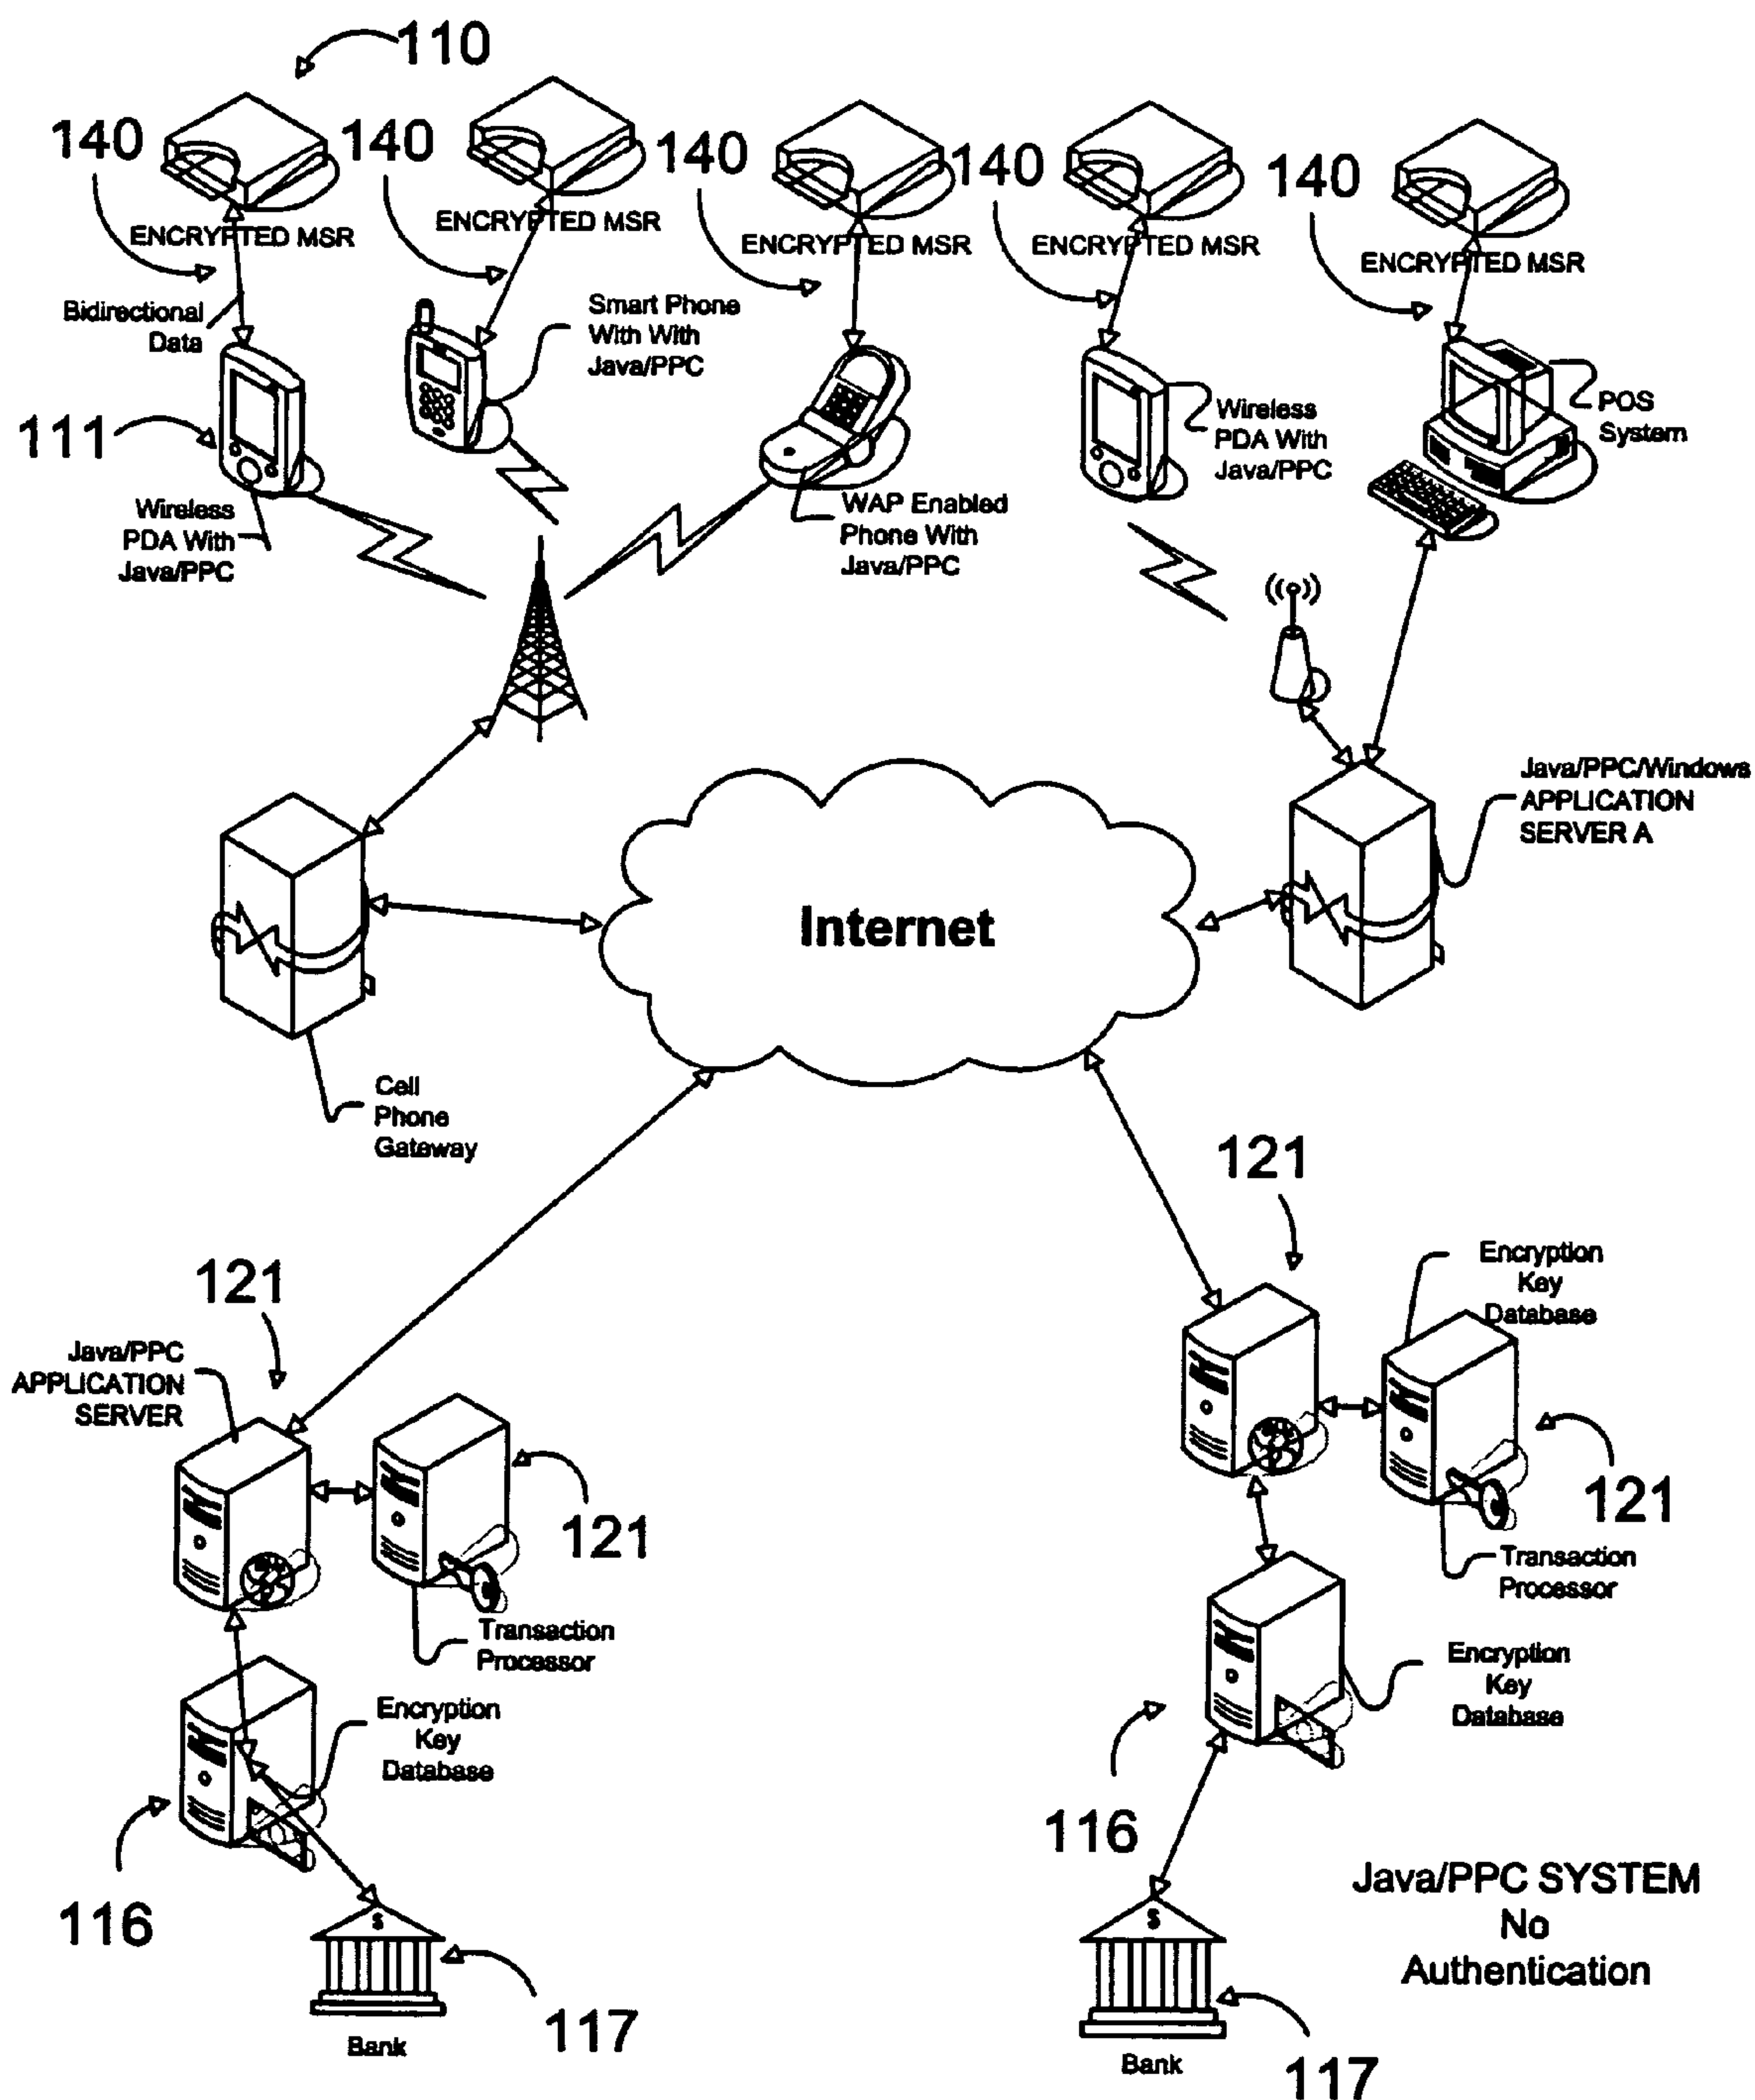 110
140
140
140
140
140
ENCRYPTED MSR
ENCRYPTED MSR
ENCRYPTED MSR
ENCRYPTED MSR
ENCRYPTED MSR
Bidirectional
Data
Smart Phone
With With
Java/PPC
111
Wireless
PDA With
Java/PPC
POS
System
Wireless
PDA With
Java/PPC
WAP Enabled
Phone With
Java/PPC
Java/PPC/Windows
APPLICATION
SERVER A
Internet
Cell
Phone
Gateway
121
Encryption
Key
Database
121
Java/PPC
APPLICATION
SERVER
121
121
Transaction
Processor
Transaction
Processor
Encryption
Key
Database
Encryption
Key
Database
116
116
Java/PPC SYSTEM
No
Authentication
$
$
117
117
Bank
Bank